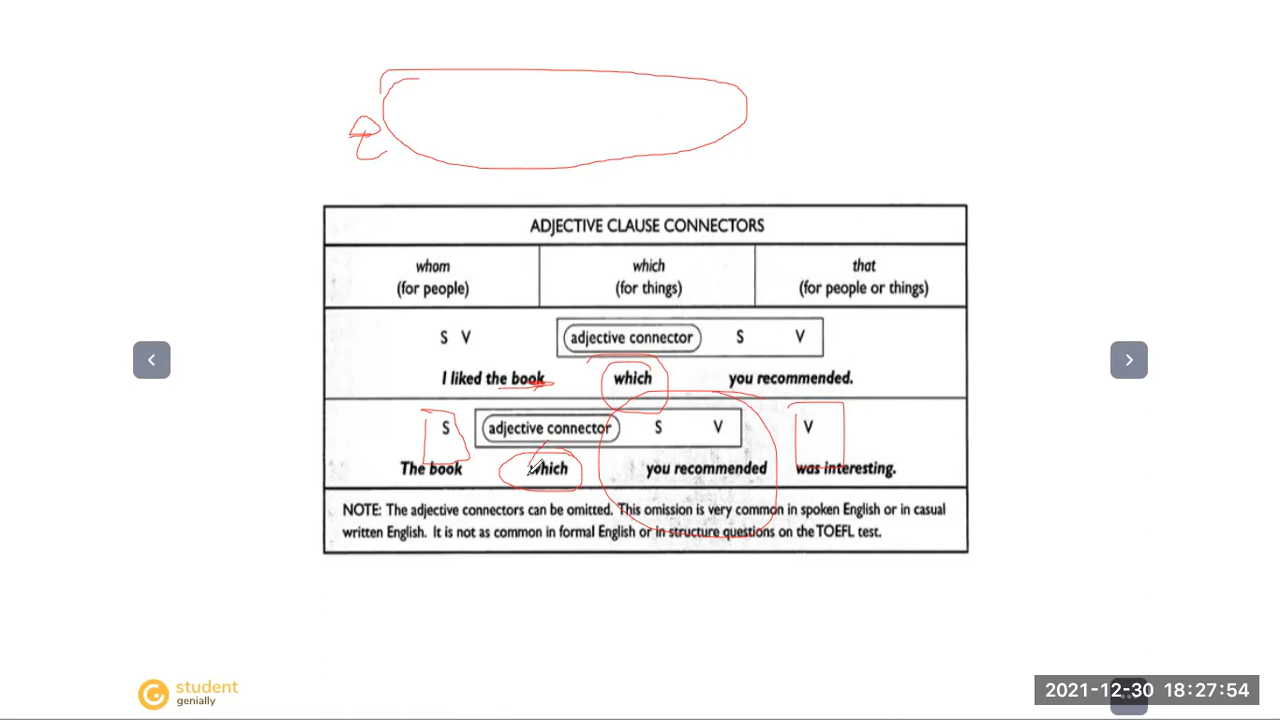 ADJECTIVE CLAUSE CONNECTORS
whom which that
(for people) (for things) (for people or things)
S V adjective connector S V
I liked the book which you recommended.
S adjective connector S V V
The book which you recommended was interesting.
NOTE: The adjective connectors can be omitted. This omission is very common in spoken English or in casual
written English. It is not as common in formal English or in structure questions on the TOEFL test.
student
genially
2021-12-30 18:27:54